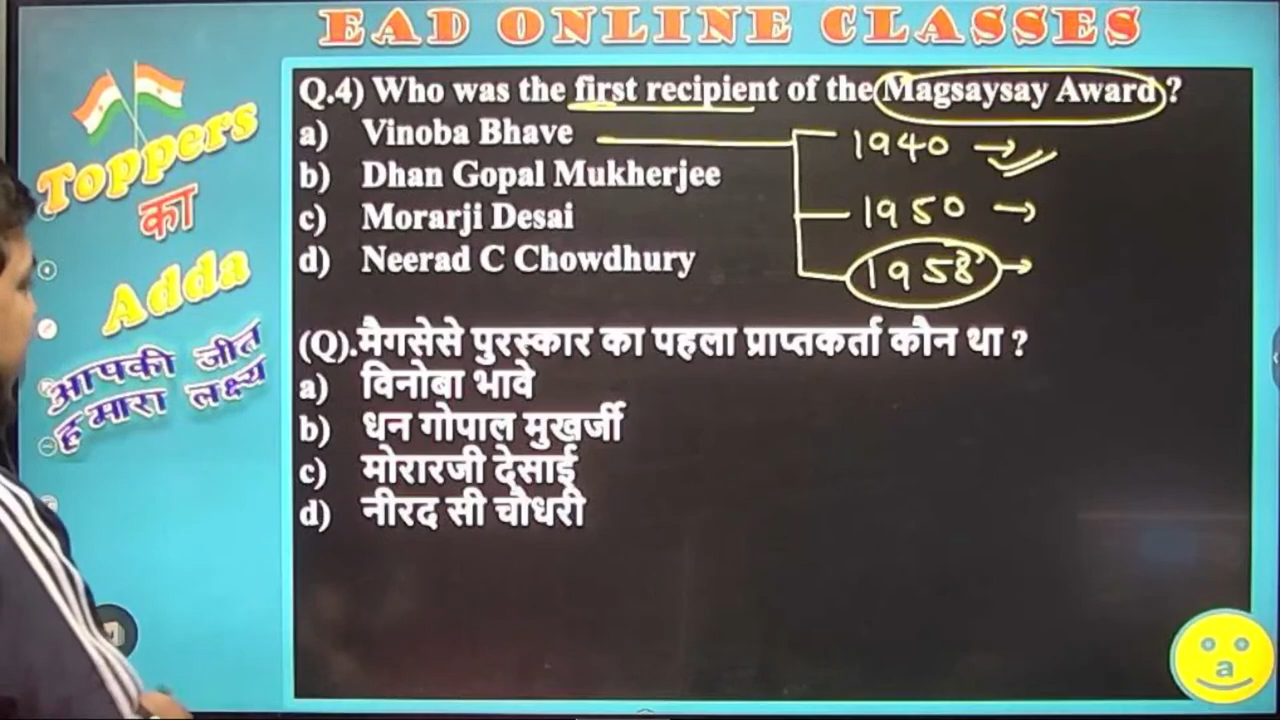 EAD ONLINE CLASSES
Toppers
का
Adda
आपकी जीत
हमारा लक्ष्य
Q.4) Who was the first recipient of the Magsaysay Award ?
a) Vinoba Bhave
1940 →
b) Dhan Gopal Mukherjee
c) Morarji Desai
1950 →
d) Neerad C Chowdhury
1958 →
(Q).मैगसेसे पुरस्कार का पहला प्राप्तकर्ता कौन था ?
a) विनोबा भावे
b) धन गोपाल मुखर्जी
c) मोरारजी देसाई
d) नीरद सी चौधरी
a